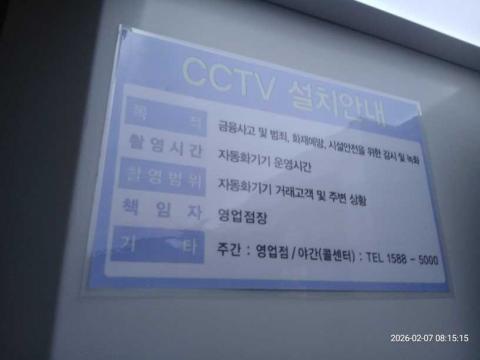 CCTV 설치안내
목 적 금융사고 및 범죄, 화재예방, 시설안전을 위한 감시 및 녹화
촬영시간 자동화기기 운영시간
촬영범위 자동화기기 거래고객 및 주변 상황
책 임 자 영업점장
기 타 주간 : 영업점 / 야간(콜센터) : TEL 1588 - 5000
2026-02-07 08:15:15